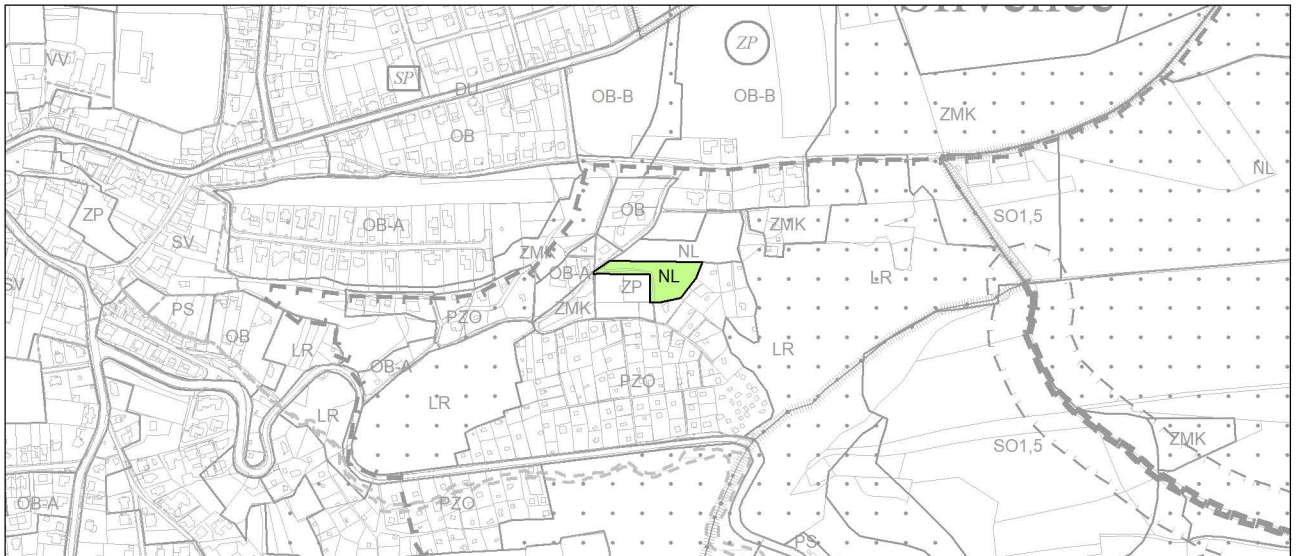 Slivenec
VV
ZP
SP
DU
OB-B
OB-B
OB
ZMK
NL
ZP
SV
OB-A
OB
SO1,5
ZMK
ZMK
NL
OB-A
NL
LR
SV
ZP
PS
PZO
ZMK
OB
LR
LR
OB-A
PZO
LR
LR
SO1,5
ZMK
OB-A
PZO
PS